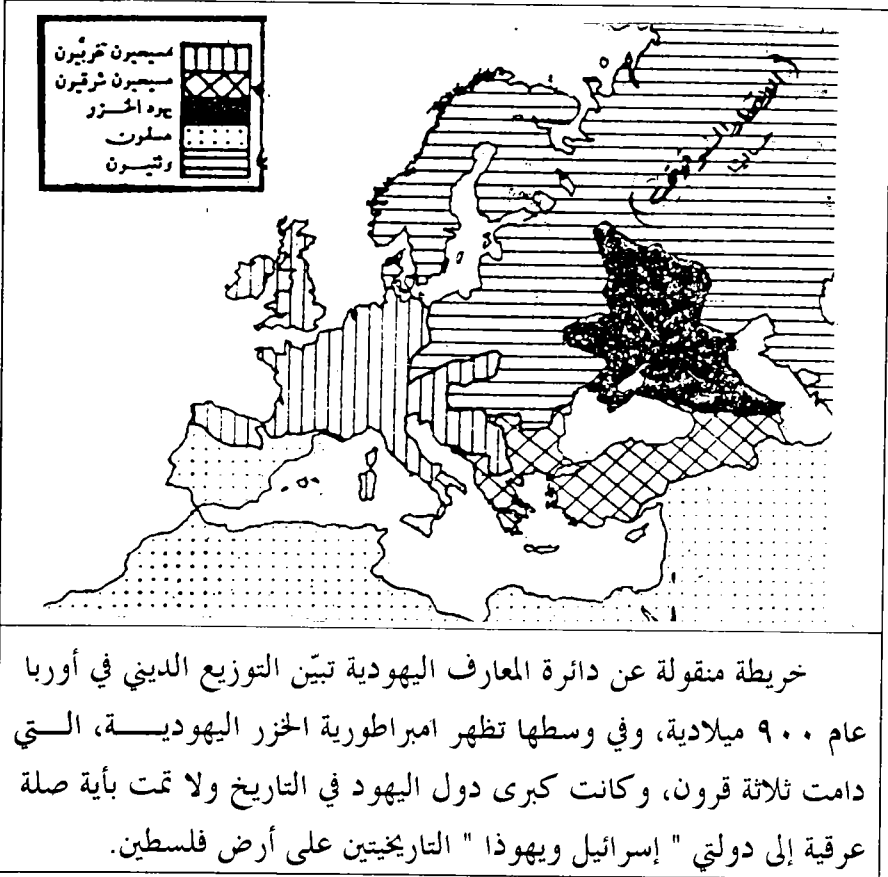 مسيحيون غربيون
مسيحيون شرقيون
يهود الخزر
مسلمون
وثنيون
خريطة منقولة عن دائرة المعارف اليهودية تبيّن التوزيع الديني في أوربا
عام ٩٠٠ ميلادية، وفي وسطها تظهر امبراطورية الخزر اليهوديــــة، الــتي
دامت ثلاثة قرون، وكانت كبرى دول اليهود في التاريخ ولا تمت بأية صلة
عرقية إلى دولتي " إسرائيل ويهوذا " التاريخيتين على أرض فلسطين.